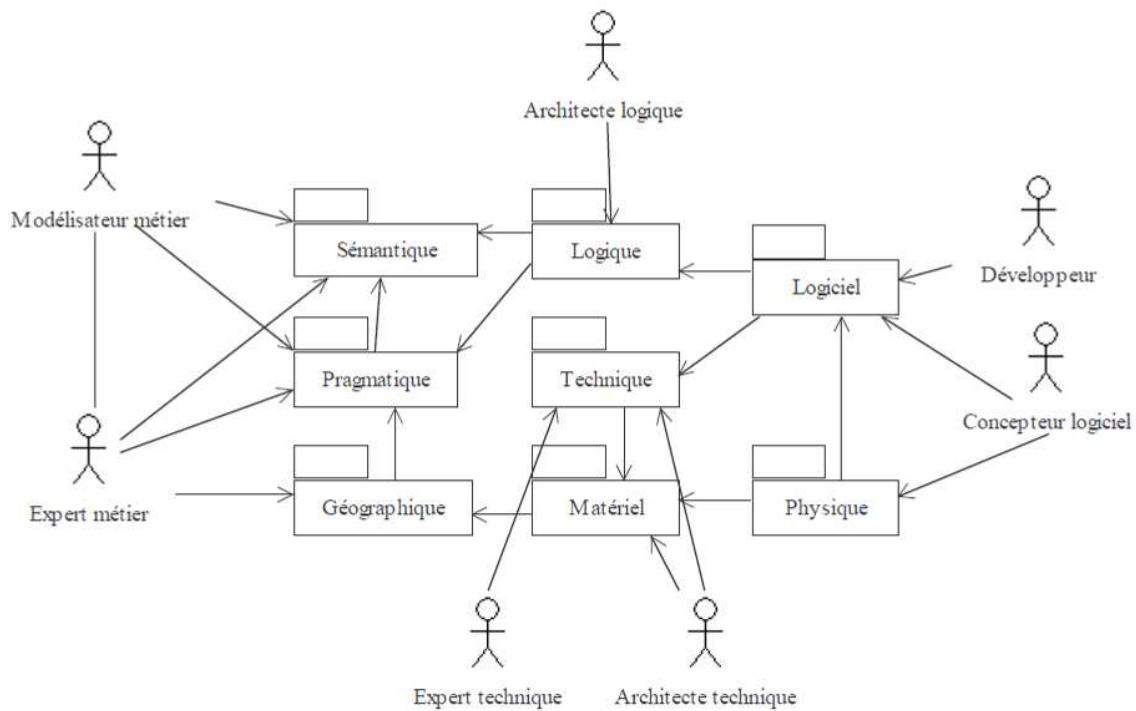 Architecte logique
Modélisateur métier
Sémantique
Logique
Logiciel
Développeur
Pragmatique
Technique
Concepteur logiciel
Expert métier
Géographique
Matériel
Physique
Expert technique
Architecte technique